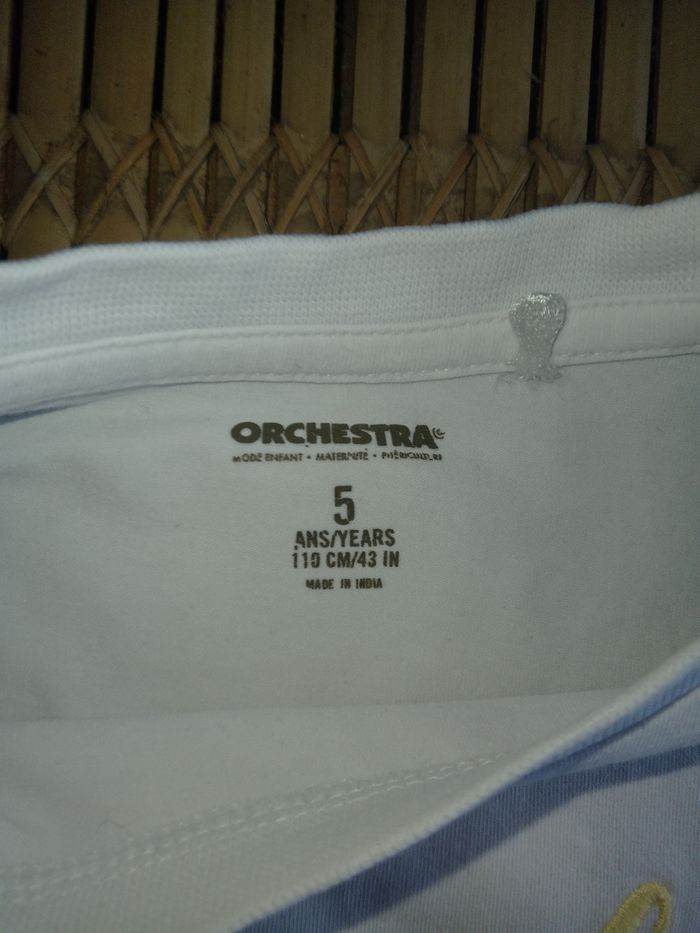 ORCHESTRA
MODE ENFANT • MATERNITÉ • PUÉRICULTURE
5
ANS/YEARS
110 CM/43 IN
MADE IN INDIA